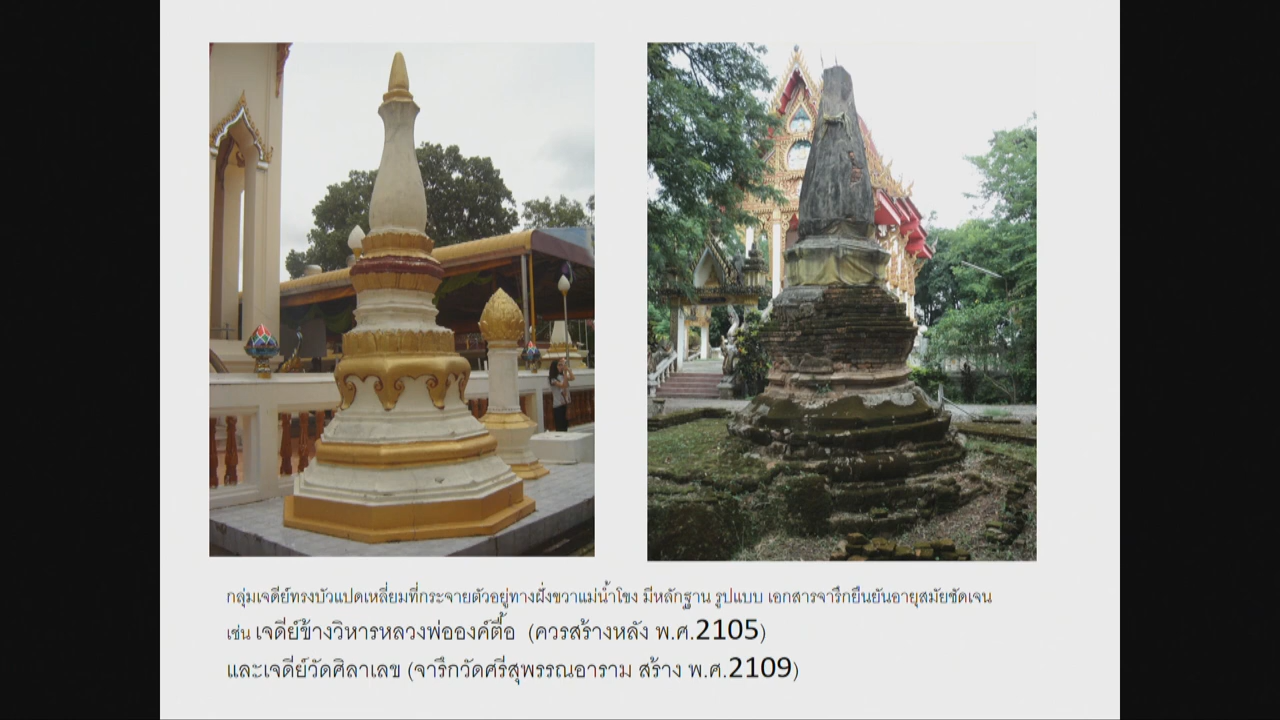 กลุ่มเจดีย์ทรงบัวแปดเหลี่ยมที่กระจายตัวอยู่ทางฝั่งขวาแม่น้ำโขง มีหลักฐาน รูปแบบ เอกสารจารึกยืนยันอายุสมัยชัดเจน
เช่น เจดีย์ข้างวิหารหลวงพ่อองค์ตื้อ (ควรสร้างหลัง พ.ศ.2105)
และเจดีย์วัดศิลาเลข (จารึกวัดศรีสุพรรณอาราม สร้าง พ.ศ.2109)